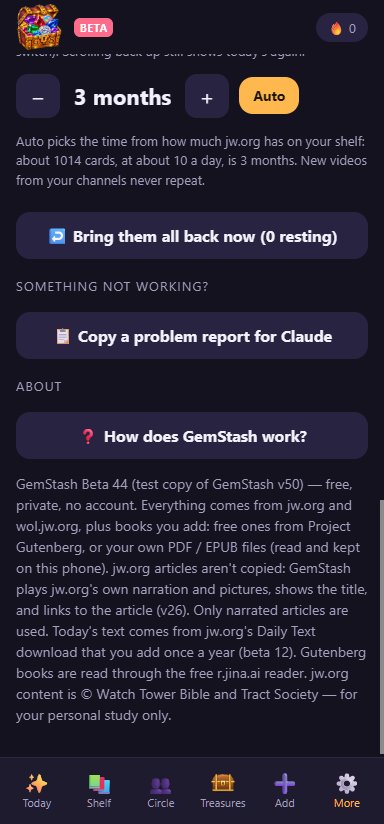 BETA
0
switch). Scrolling back up still shows today's again.
− 3 months + Auto
Auto picks the time from how much jw.org has on your shelf:
about 1014 cards, at about 10 a day, is 3 months. New videos
from your channels never repeat.
Bring them all back now (0 resting)
SOMETHING NOT WORKING?
Copy a problem report for Claude
ABOUT
How does GemStash work?
GemStash Beta 44 (test copy of GemStash v50) — free,
private, no account. Everything comes from jw.org and
wol.jw.org, plus books you add: free ones from Project
Gutenberg, or your own PDF / EPUB files (read and kept
on this phone). jw.org articles aren't copied: GemStash
plays jw.org's own narration and pictures, shows the title,
and links to the article (v26). Only narrated articles are
used. Today's text comes from jw.org's Daily Text
download that you add once a year (beta 12). Gutenberg
books are read through the free r.jina.ai reader. jw.org
content is © Watch Tower Bible and Tract Society — for
your personal study only.
Today Shelf Circle Treasures Add More